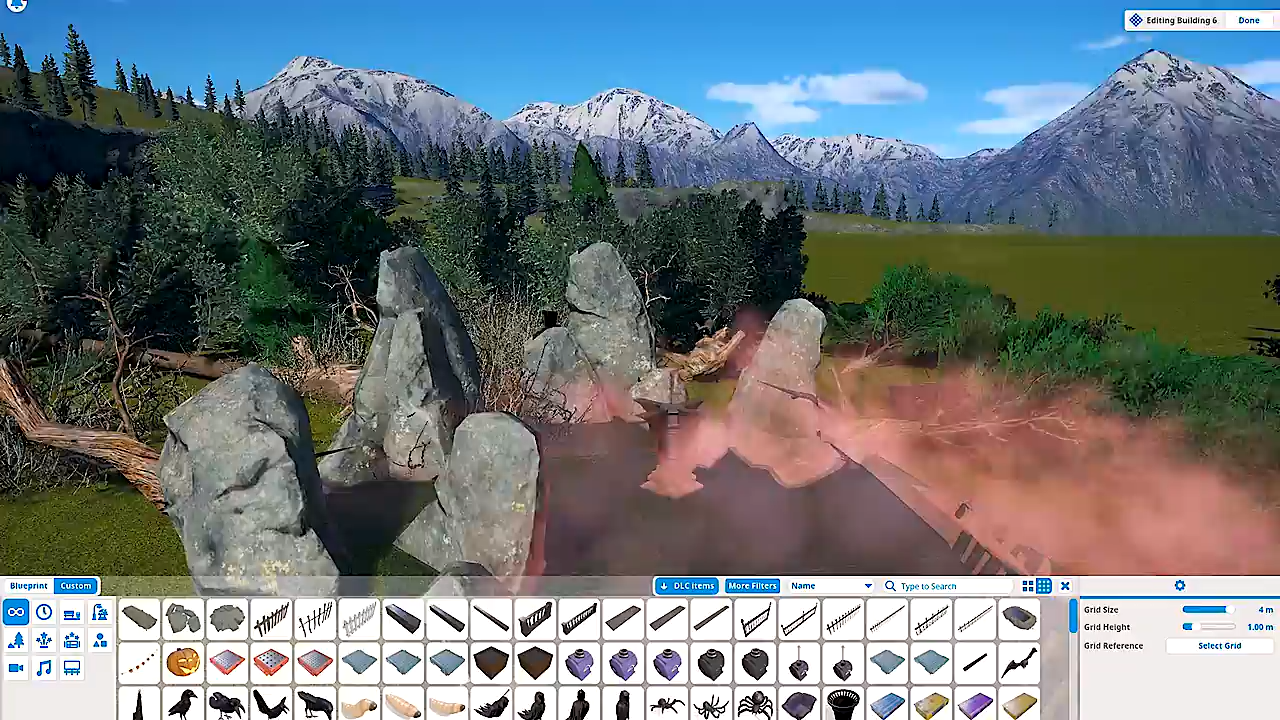 Editing Building 6 Done
Blueprint Custom DLC Items More Filters Name Type to Search
Grid Size 4 m
Grid Height 1.00 m
Grid Reference Select Grid